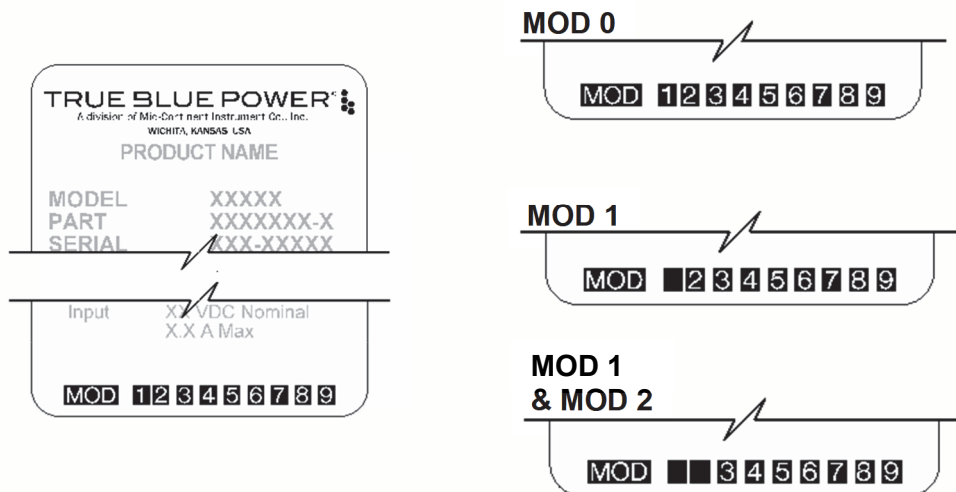 TRUE BLUE POWER
A division of Mid-Continent Instrument Co., Inc.
WICHITA, KANSAS USA
PRODUCT NAME
MODEL XXXXX
PART XXXXXXX-X
SERIAL XXX-XXXXX
Input XX VDC Nominal
X.X A Max
MOD 1 2 3 4 5 6 7 8 9
MOD 0
MOD 1 2 3 4 5 6 7 8 9
MOD 1
MOD 2 3 4 5 6 7 8 9
MOD 1
& MOD 2
MOD 3 4 5 6 7 8 9